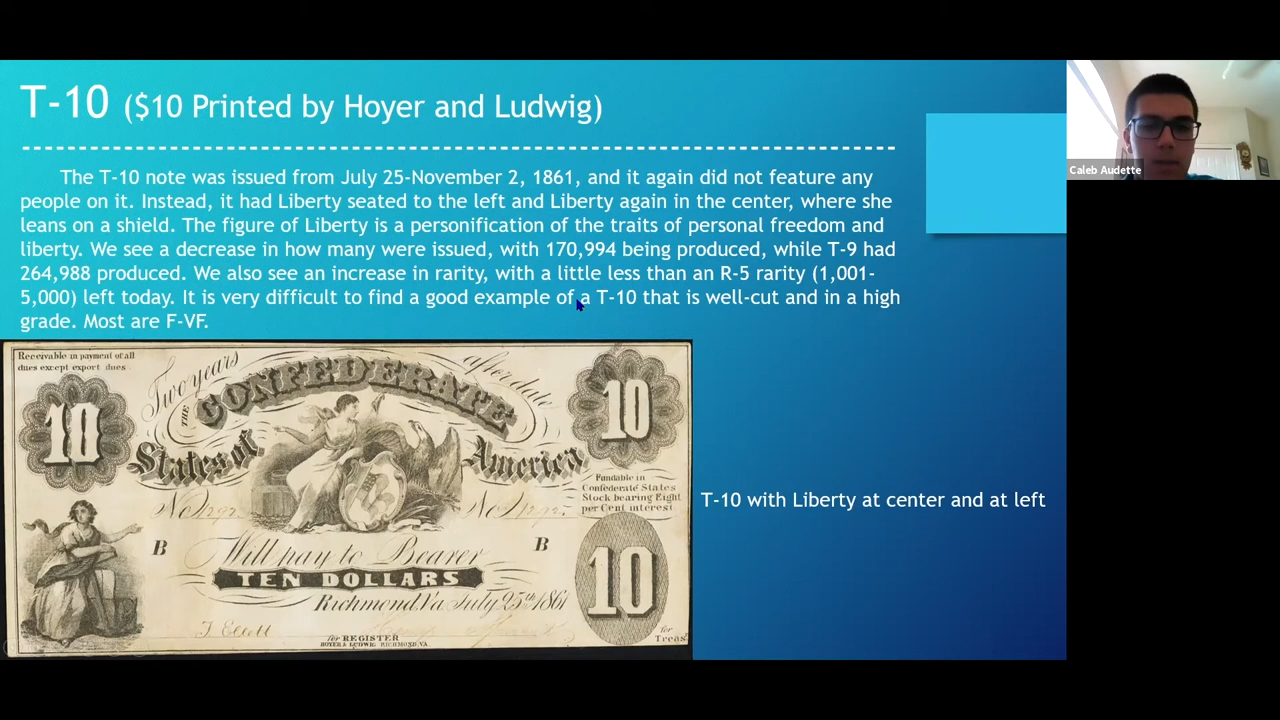 T-10 ($10 Printed by Hoyer and Ludwig)
The T-10 note was issued from July 25-November 2, 1861, and it again did not feature any
people on it. Instead, it had Liberty seated to the left and Liberty again in the center, where she
leans on a shield. The figure of Liberty is a personification of the traits of personal freedom and
liberty. We see a decrease in how many were issued, with 170,994 being produced, while T-9 had
264,988 produced. We also see an increase in rarity, with a little less than an R-5 rarity (1,001-
5,000) left today. It is very difficult to find a good example of a T-10 that is well-cut and in a high
grade. Most are F-VF.
Caleb Audette
Receivable in payment of all
dues except export dues
Two years after date
THE CONFEDERATE
10 10
States of America
Fundable in
Confederate States
Stock bearing Eight
per Cent interest
No No
B B
Will pay to Bearer
TEN DOLLARS
10
Richmond, Va July 25th 1861
for REGISTER
HOYER & LUDWIG RICHMOND, VA
for
Treas
T-10 with Liberty at center and at left